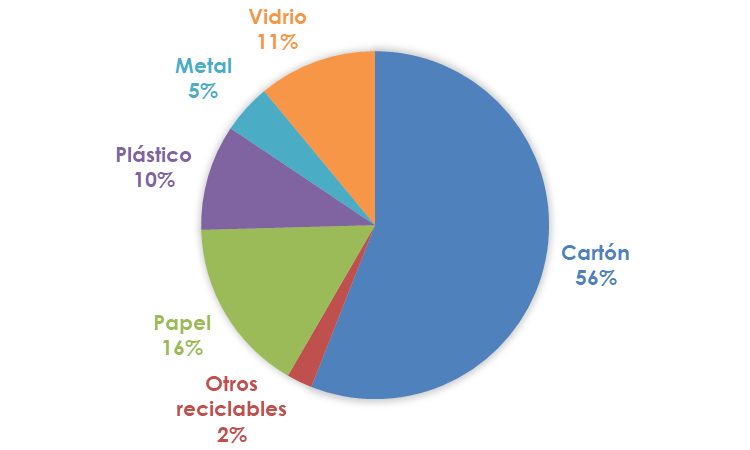 Vidrio
11%
Metal
5%
Plástico
10%
Cartón
56%
Papel
16%
Otros
reciclables
2%